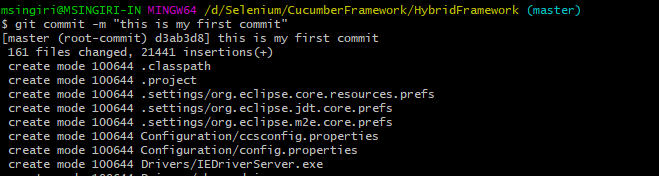 msingiri@MSINGIRI-IN MINGW64 /d/Selenium/CucumberFramework/HybridFramework (master)
$ git commit -m "this is my first commit"
[master (root-commit) d3ab3d8] this is my first commit
 161 files changed, 21441 insertions(+)
 create mode 100644 .classpath
 create mode 100644 .project
 create mode 100644 .settings/org.eclipse.core.resources.prefs
 create mode 100644 .settings/org.eclipse.jdt.core.prefs
 create mode 100644 .settings/org.eclipse.m2e.core.prefs
 create mode 100644 Configuration/ccsconfig.properties
 create mode 100644 Configuration/config.properties
 create mode 100644 Drivers/IEDriverServer.exe